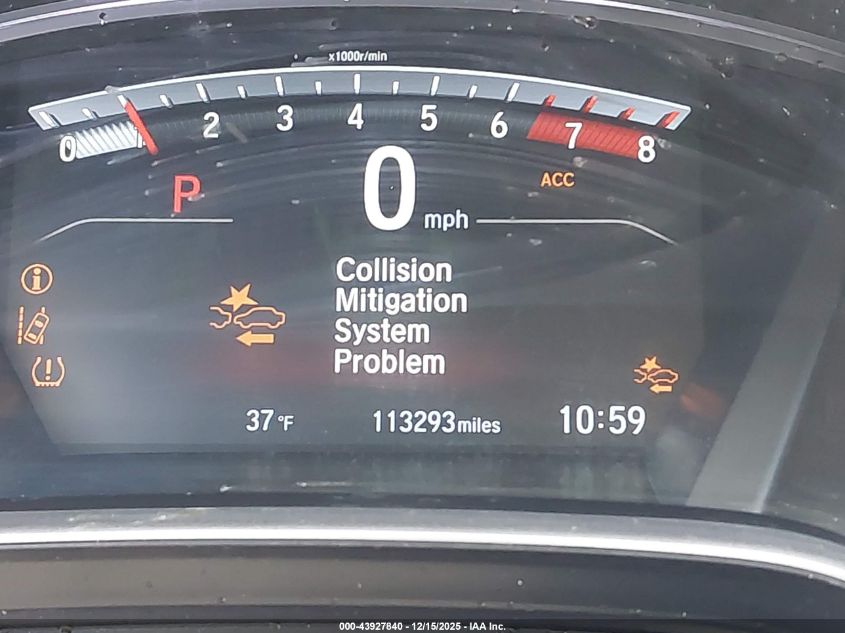 x1000r/min
0 1 2 3 4 5 6 7 8
P
0 mph
ACC
Collision
Mitigation
System
Problem
37°F
113293 miles
10:59
000-43927840 - 12/15/2025 - IAA Inc.